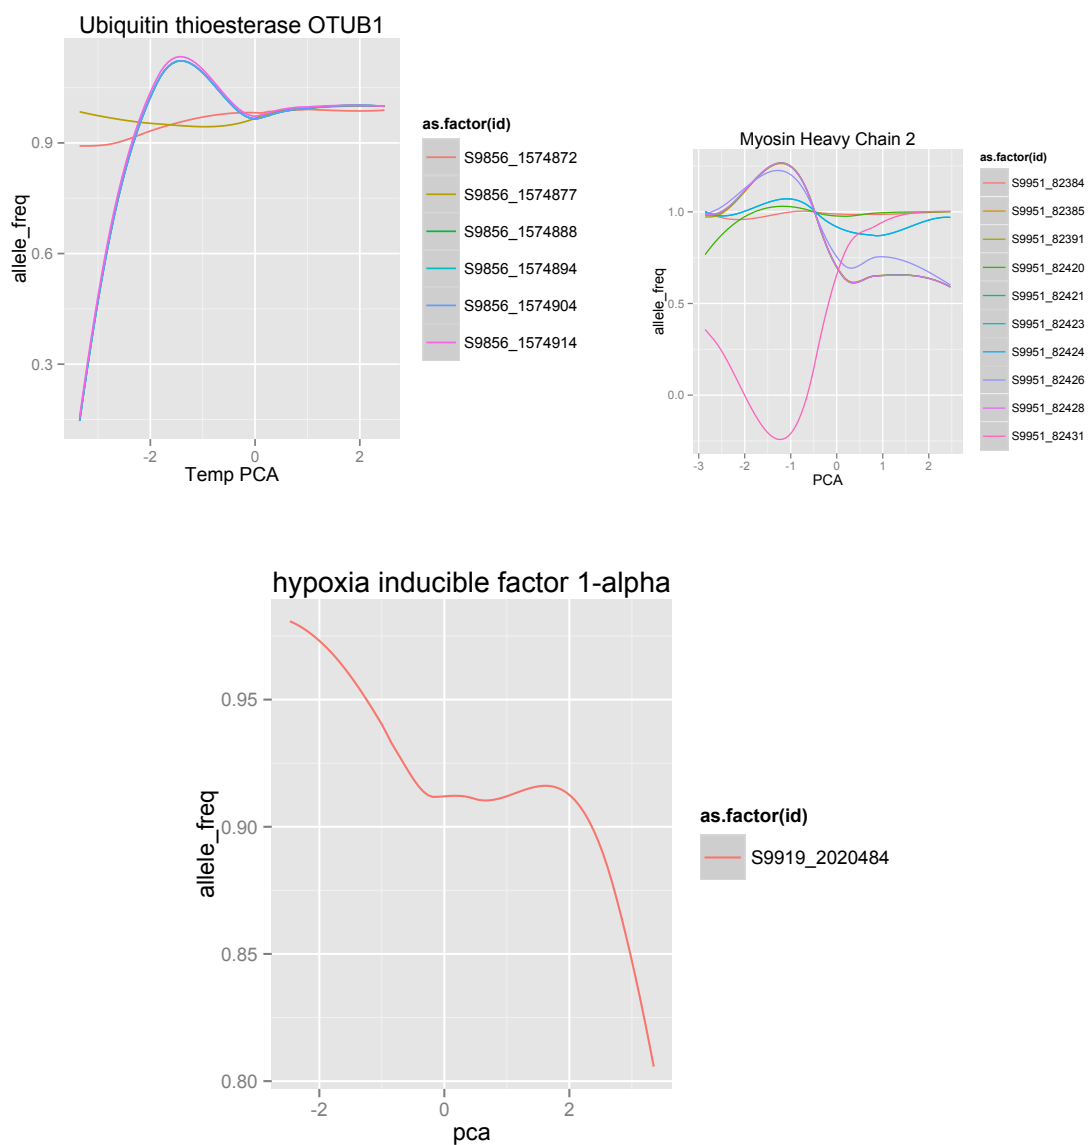 Ubiquitin thioesterase OTUB1
0.9
0.6
0.3
allele_freq
-2
0
2
Temp PCA
as.factor(id)
S9856_1574872
S9856_1574877
S9856_1574888
S9856_1574894
S9856_1574904
S9856_1574914
Myosin Heavy Chain 2
1.0
0.5
0.0
allele_freq
-3
-2
-1
0
1
2
PCA
as.factor(id)
S9951_82384
S9951_82385
S9951_82391
S9951_82420
S9951_82421
S9951_82423
S9951_82424
S9951_82426
S9951_82428
S9951_82431
hypoxia inducible factor 1-alpha
0.95
0.90
0.85
0.80
allele_freq
-2
0
2
pca
as.factor(id)
S9919_2020484